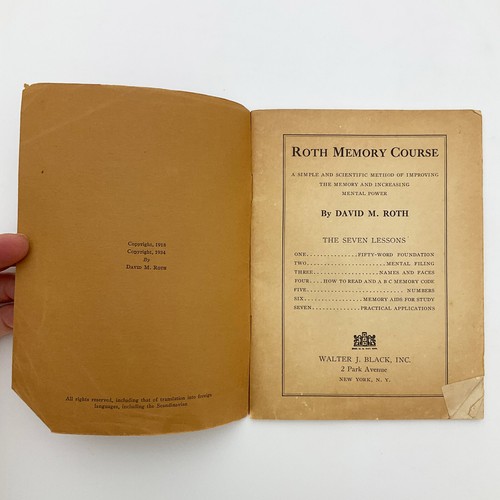 Copyright, 1918
Copyright, 1934
By
DAVID M. ROTH
All rights reserved, including that of translation into foreign
languages, including the Scandinavian
ROTH MEMORY COURSE
A SIMPLE AND SCIENTIFIC METHOD OF IMPROVING
THE MEMORY AND INCREASING
MENTAL POWER
By DAVID M. ROTH
THE SEVEN LESSONS
ONE..............FIFTY-WORD FOUNDATION
TWO....................MENTAL FILING
THREE.................NAMES AND FACES
FOUR....HOW TO READ AND A B C MEMORY CODE
FIVE.........................NUMBERS
SIX...............MEMORY AIDS FOR STUDY
SEVEN.............PRACTICAL APPLICATIONS
WALTER J. BLACK, INC.
2 Park Avenue
NEW YORK, N. Y.